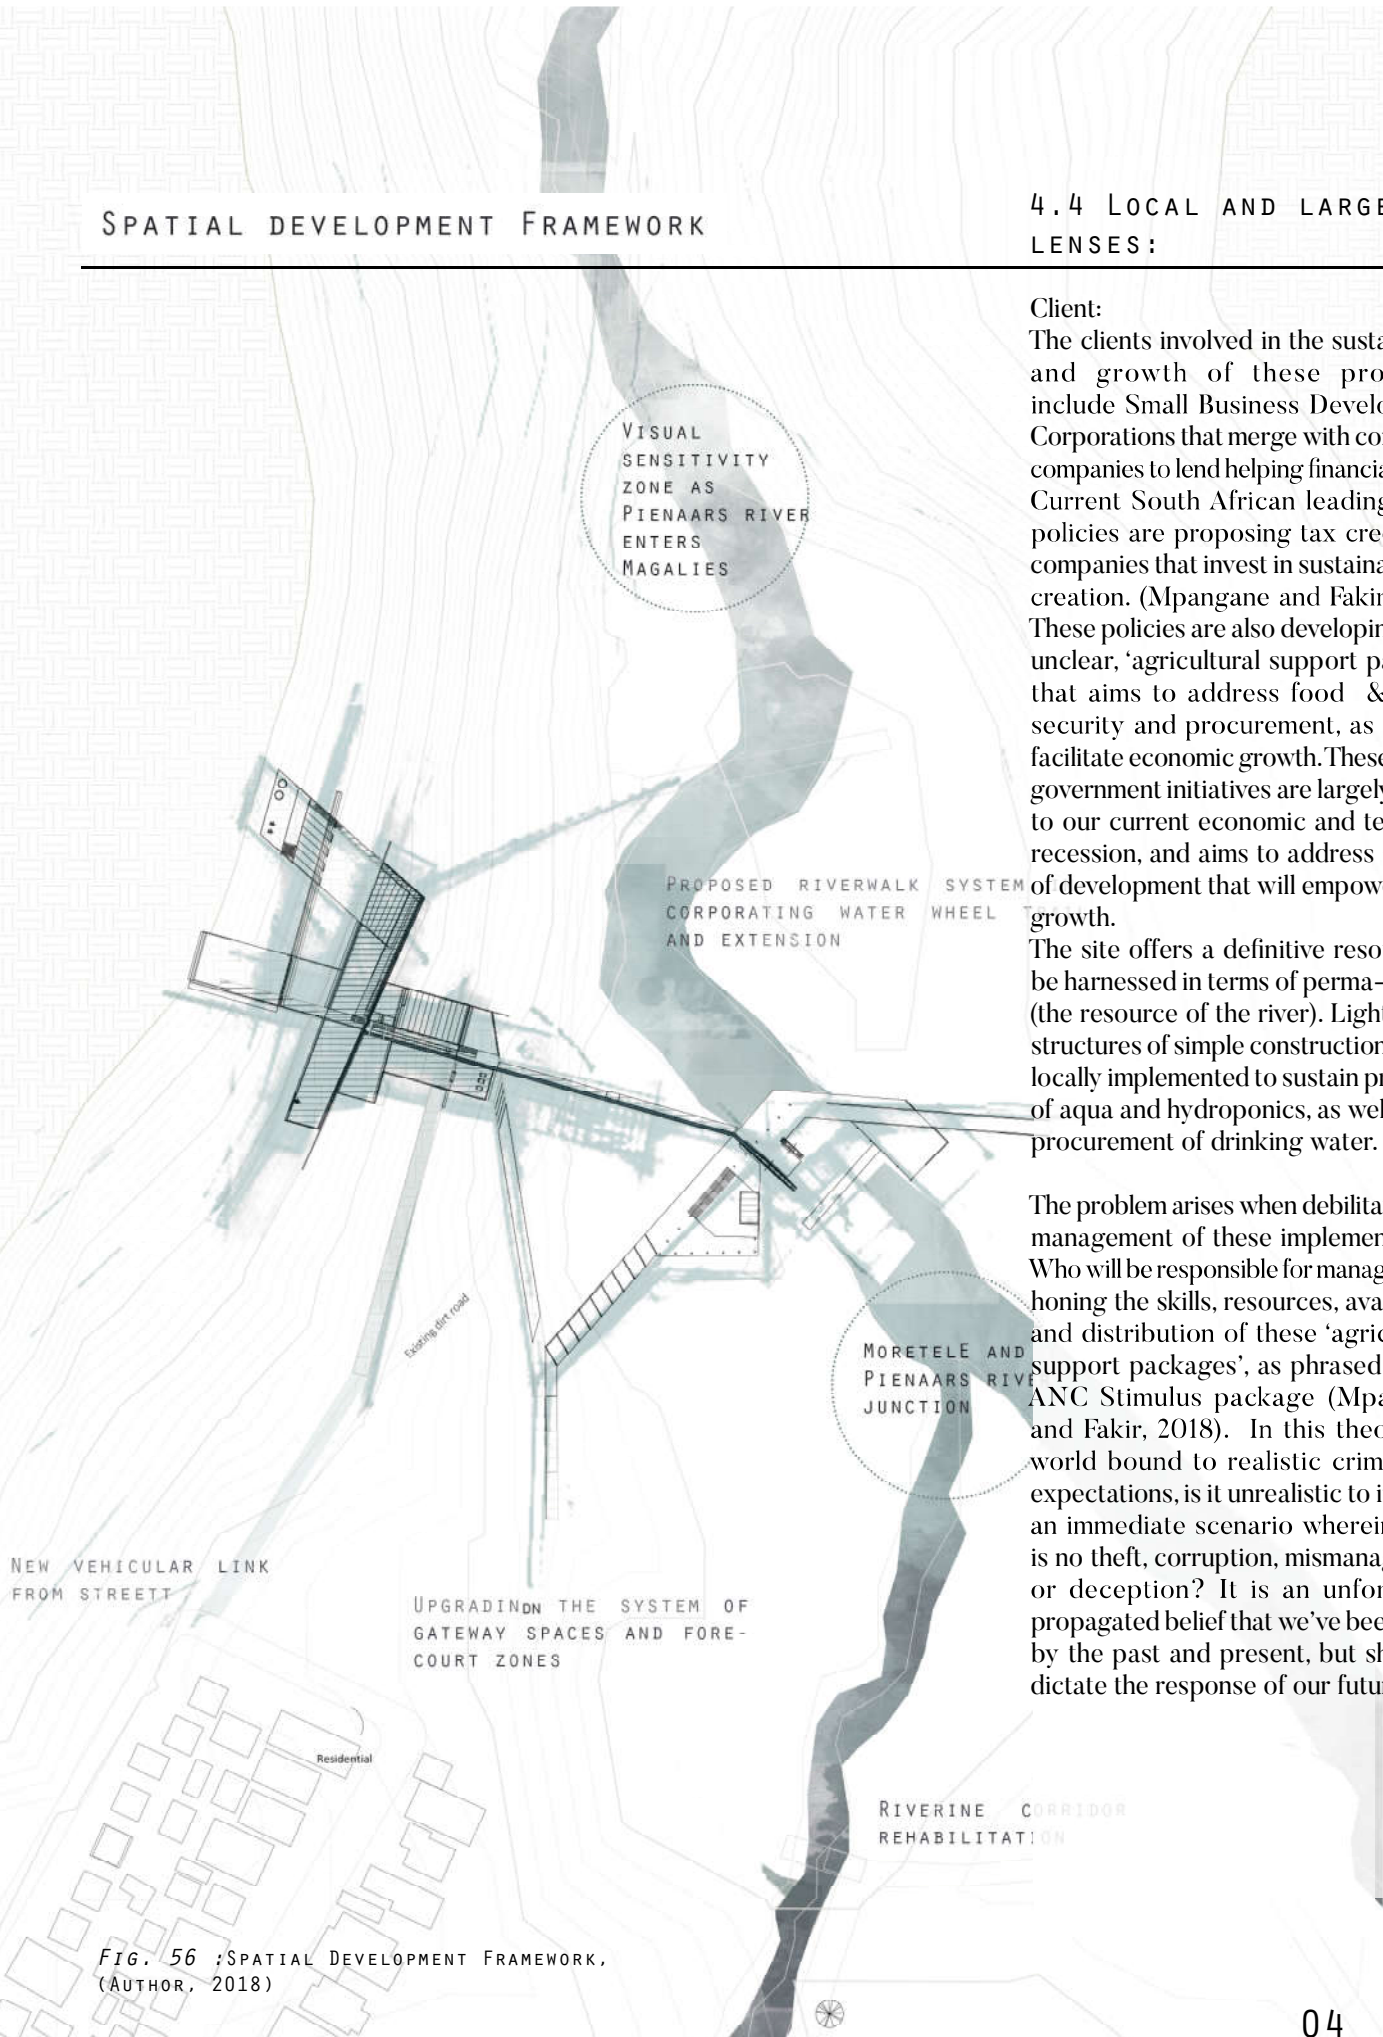 SPATIAL DEVELOPMENT FRAMEWORK
VISUAL
SENSITIVITY
ZONE AS
PIENAARS RIVER
ENTERS
MAGALIES
PROPOSED RIVERWALK SYSTEM
CORPORATING WATER WHEEL
AND EXTENSION
Existing dirt road
MORETELE AND
PIENAARS RIVE
JUNCTION
NEW VEHICULAR LINK
FROM STREETT
UPGRADINDN THE SYSTEM OF
GATEWAY SPACES AND FORE-
COURT ZONES
Residential
RIVERINE CORRIDOR
REHABILITATION
FIG. 56 :SPATIAL DEVELOPMENT FRAMEWORK,
(AUTHOR, 2018)
4.4 LOCAL AND LARGE
LENSES:
Client:
The clients involved in the susta
and growth of these pro
include Small Business Develo
Corporations that merge with co
companies to lend helping financia
Current South African leading
policies are proposing tax cre
companies that invest in sustaina
creation. (Mpangane and Fakir
These policies are also developin
unclear, ‘agricultural support pa
that aims to address food &
security and procurement, as
facilitate economic growth. These
government initiatives are largely
to our current economic and te
recession, and aims to address
of development that will empow
growth.
The site offers a definitive reso
be harnessed in terms of perma-
(the resource of the river). Light
structures of simple construction
locally implemented to sustain pr
of aqua and hydroponics, as wel
procurement of drinking water.
The problem arises when debilita
management of these implemen
Who will be responsible for manag
honing the skills, resources, ava
and distribution of these ‘agric
support packages’, as phrased
ANC Stimulus package (Mpa
and Fakir, 2018). In this theo
world bound to realistic crim
expectations, is it unrealistic to i
an immediate scenario wherein
is no theft, corruption, mismana
or deception? It is an unfor
propagated belief that we’ve bee
by the past and present, but sh
dictate the response of our futur
04